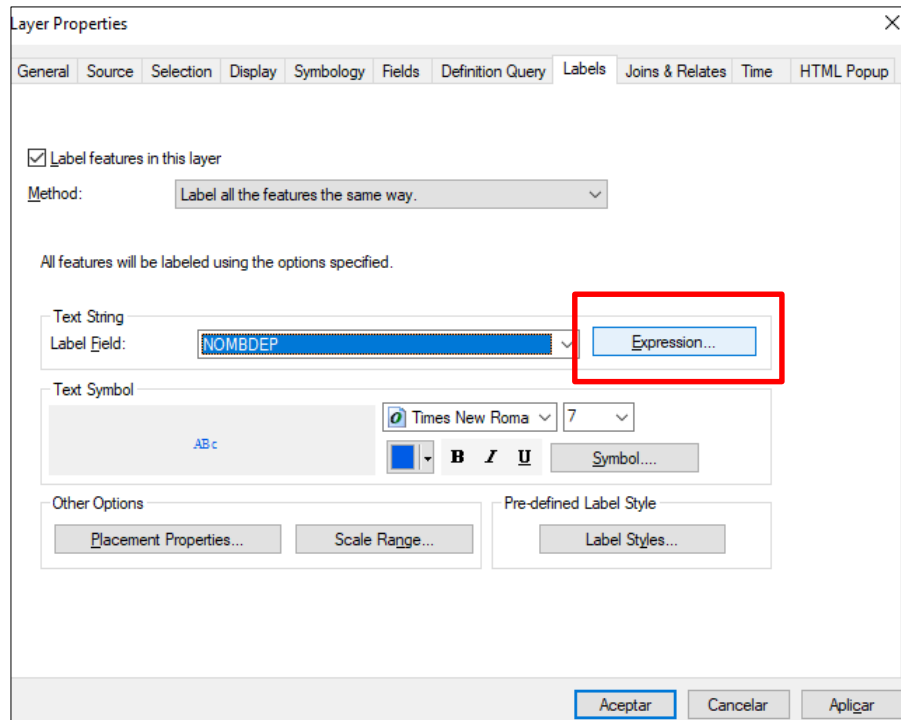 Layer Properties
General Source Selection Display Symbology Fields Definition Query Labels Joins & Relates Time HTML Popup
Label features in this layer
Method: Label all the features the same way.
All features will be labeled using the options specified.
Text String
Label Field: NOMBDEP Expression...
Text Symbol
Times New Roma 7
ABc
B I U Symbol....
Other Options Pre-defined Label Style
Placement Properties... Scale Range... Label Styles...
Aceptar Cancelar Aplicar